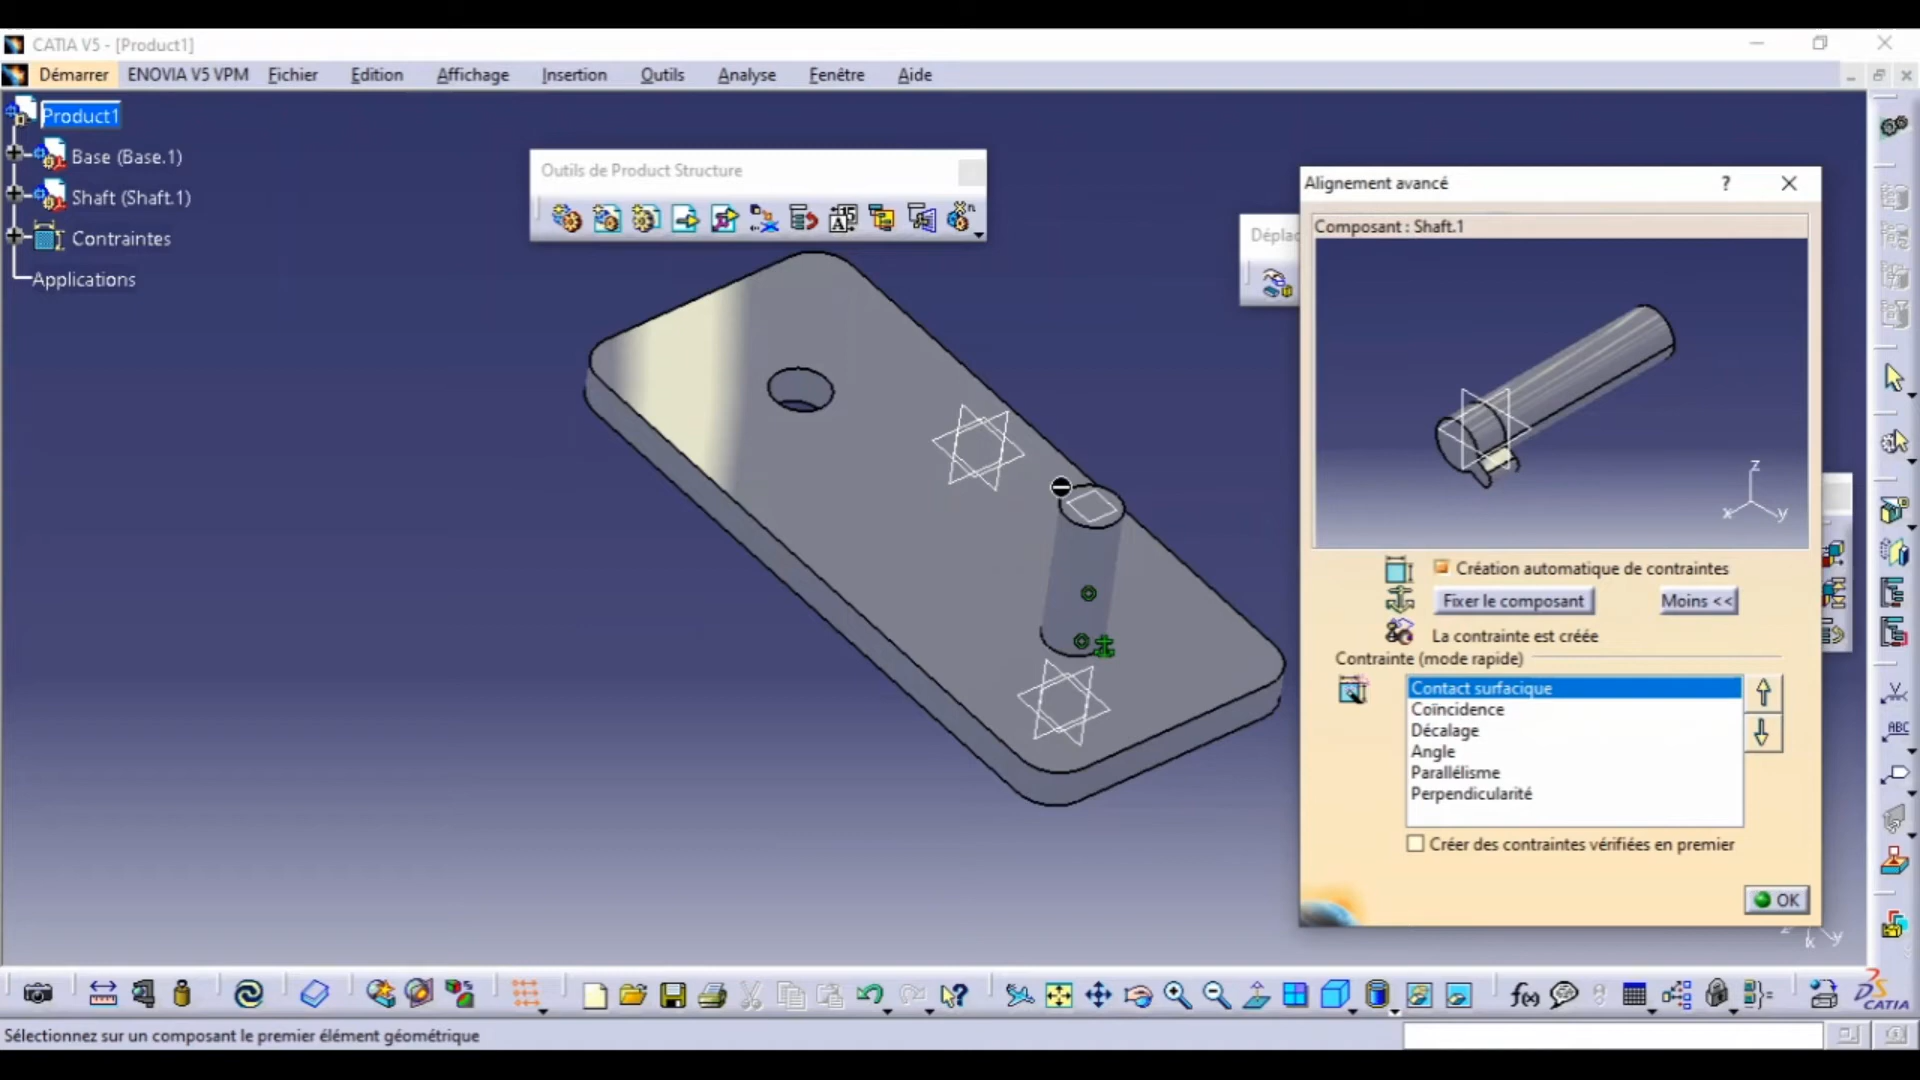 CATIA V5 - [Product1]
Démarrer ENOVIA V5 VPM Fichier Edition Affichage Insertion Outils Analyse Fenêtre Aide
Product1
Base (Base.1)
Shaft (Shaft.1)
Contraintes
Applications
Outils de Product Structure
Déplac
Alignement avancé
?
Composant : Shaft.1
z
x
y
Création automatique de contraintes
Fixer le composant
Moins <<
La contrainte est créée
Contrainte (mode rapide)
Contact surfacique
Coïncidence
Décalage
Angle
Parallélisme
Perpendicularité
Créer des contraintes vérifiées en premier
OK
ABC
f(x)
CATIA
Sélectionnez sur un composant le premier élément géométrique